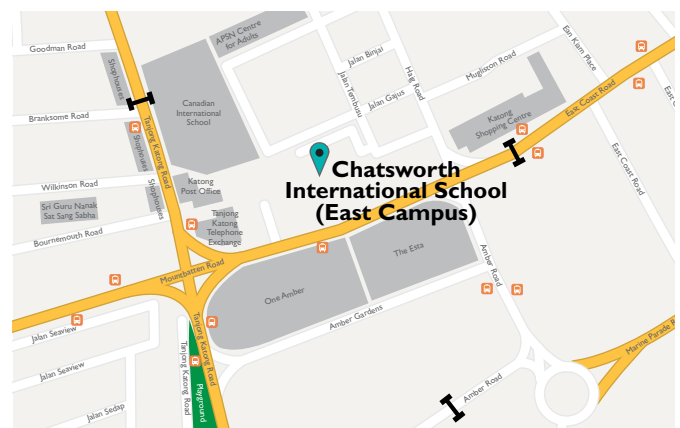 APSN Centre
for Adults
Goodman Road
Shophouses
Canadian
International
School
Jalan Binjai
Jalan Tembusu
Haig Road
Mugliston Road
Ean Kiam Place
East Coast Road
Jalan Gajus
Katong
Shopping Centre
Branksome Road
Tanjong Katong Road
Shophouses
Chatsworth
International School
(East Campus)
Wilkinson Road
Shophouses
Katong
Post Office
Sri Guru Nanak
Sat Sang Sabha
Tanjong
Katong
Telephone
Exchange
Bournemouth Road
East Coast Road
The Esta
Amber Road
Mountbatten Road
One Amber
Amber Gardens
Jalan Seaview
Tanjong Katong Road
Tanjong
Katong Road
Jalan Seaview
Playground
Marine Parade
Amber Road
Jalan Sedap